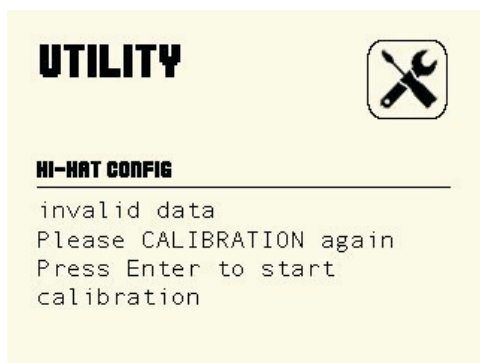 UTILITY
HI-HAT CONFIG
invalid data
Please CALIBRATION again
Press Enter to start
calibration